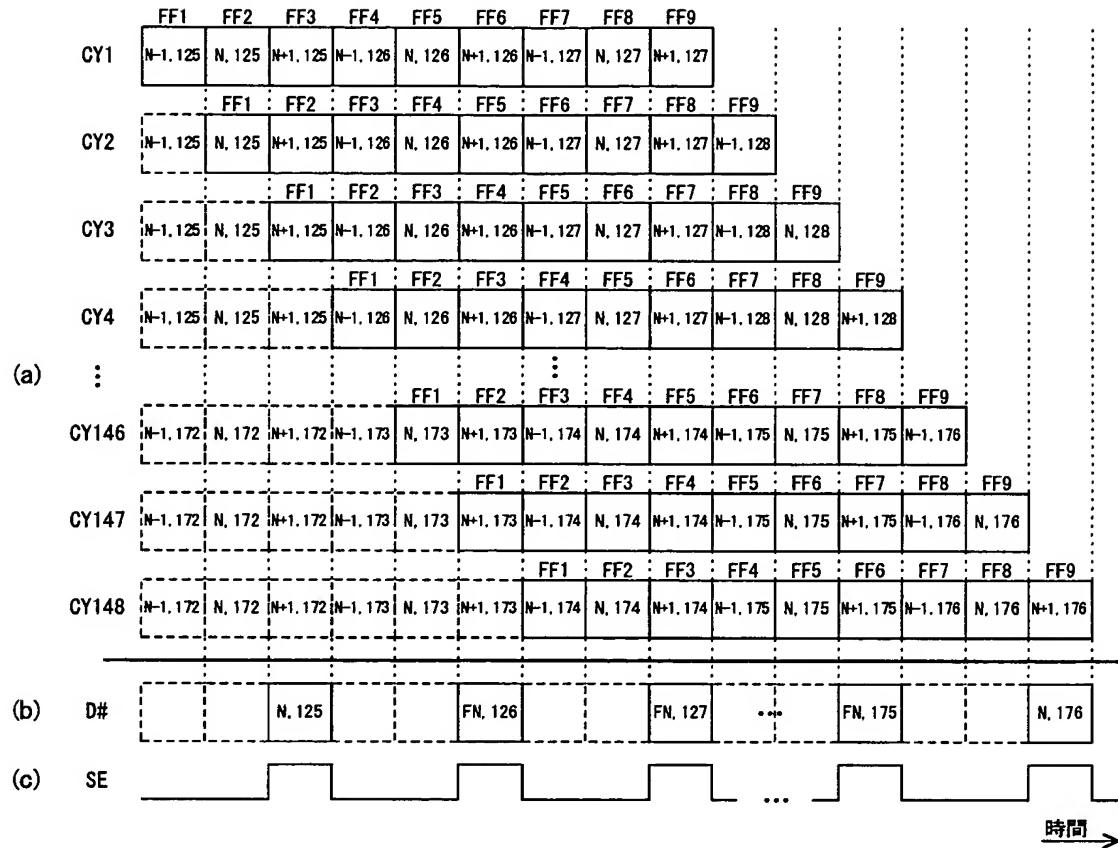 FF1 FF2 FF3 FF4 FF5 FF6 FF7 FF8 FF9
CY1 N-1,125 N,125 N+1,125 N-1,126 N,126 N+1,126 N-1,127 N,127 N+1,127
FF1 FF2 FF3 FF4 FF5 FF6 FF7 FF8 FF9
CY2 N-1,125 N,125 N+1,125 N-1,126 N,126 N+1,126 N-1,127 N,127 N+1,127 N-1,128
FF1 FF2 FF3 FF4 FF5 FF6 FF7 FF8 FF9
CY3 N-1,125 N,125 N+1,125 N-1,126 N,126 N+1,126 N-1,127 N,127 N+1,127 N-1,128 N,128
FF1 FF2 FF3 FF4 FF5 FF6 FF7 FF8 FF9
CY4 N-1,125 N,125 N+1,125 N-1,126 N,126 N+1,126 N-1,127 N,127 N+1,127 N-1,128 N,128 N+1,128
(a) ⋮ ⋮
FF1 FF2 FF3 FF4 FF5 FF6 FF7 FF8 FF9
CY146 N-1,172 N,172 N+1,172 N-1,173 N,173 N+1,173 N-1,174 N,174 N+1,174 N-1,175 N,175 N+1,175 N-1,176
FF1 FF2 FF3 FF4 FF5 FF6 FF7 FF8 FF9
CY147 N-1,172 N,172 N+1,172 N-1,173 N,173 N+1,173 N-1,174 N,174 N+1,174 N-1,175 N,175 N+1,175 N-1,176 N,176
FF1 FF2 FF3 FF4 FF5 FF6 FF7 FF8 FF9
CY148 N-1,172 N,172 N+1,172 N-1,173 N,173 N+1,173 N-1,174 N,174 N+1,174 N-1,175 N,175 N+1,175 N-1,176 N,176 N+1,176
(b) D# N,125 FN,126 FN,127 ... FN,175 N,176
(c) SE ...
時間